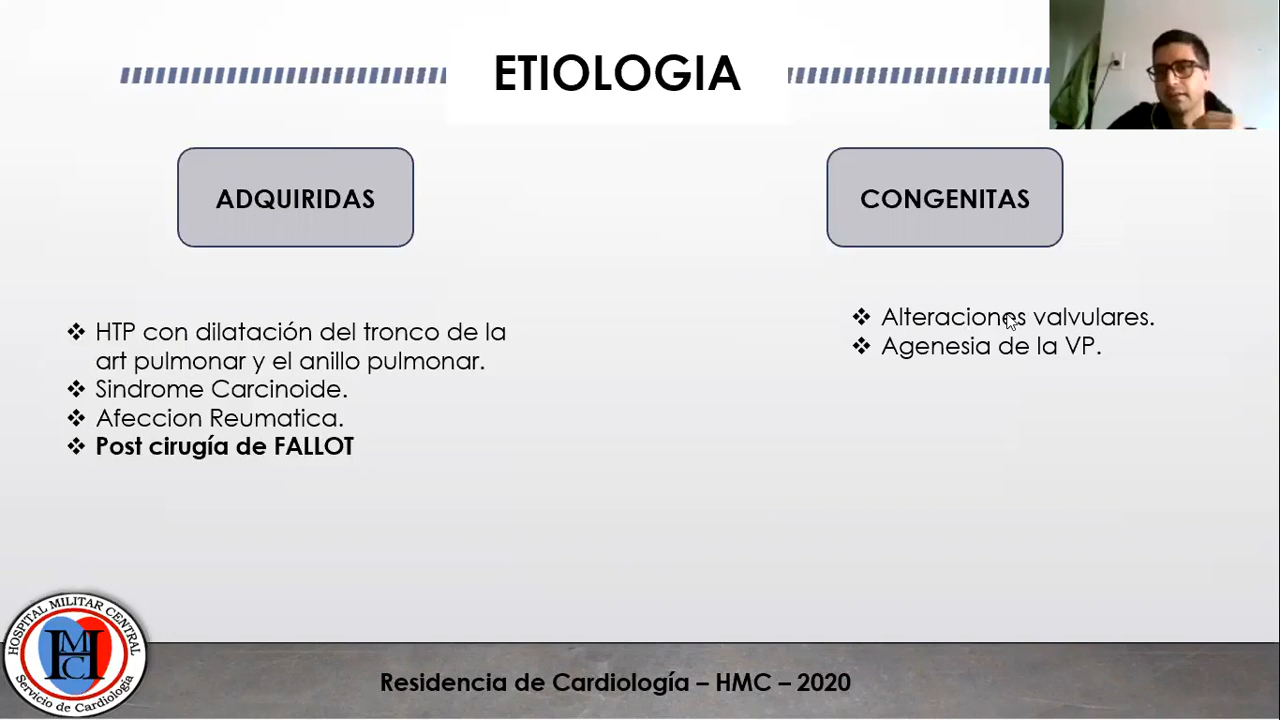 ETIOLOGIA
ADQUIRIDAS
CONGENITAS
❖ HTP con dilatación del tronco de la
art pulmonar y el anillo pulmonar.
❖ Sindrome Carcinoide.
❖ Afeccion Reumatica.
❖ Post cirugía de FALLOT
❖ Alteraciones valvulares.
❖ Agenesia de la VP.
HOSPITAL MILITAR CENTRAL
HMC
Servicio de Cardiología
Residencia de Cardiología – HMC – 2020